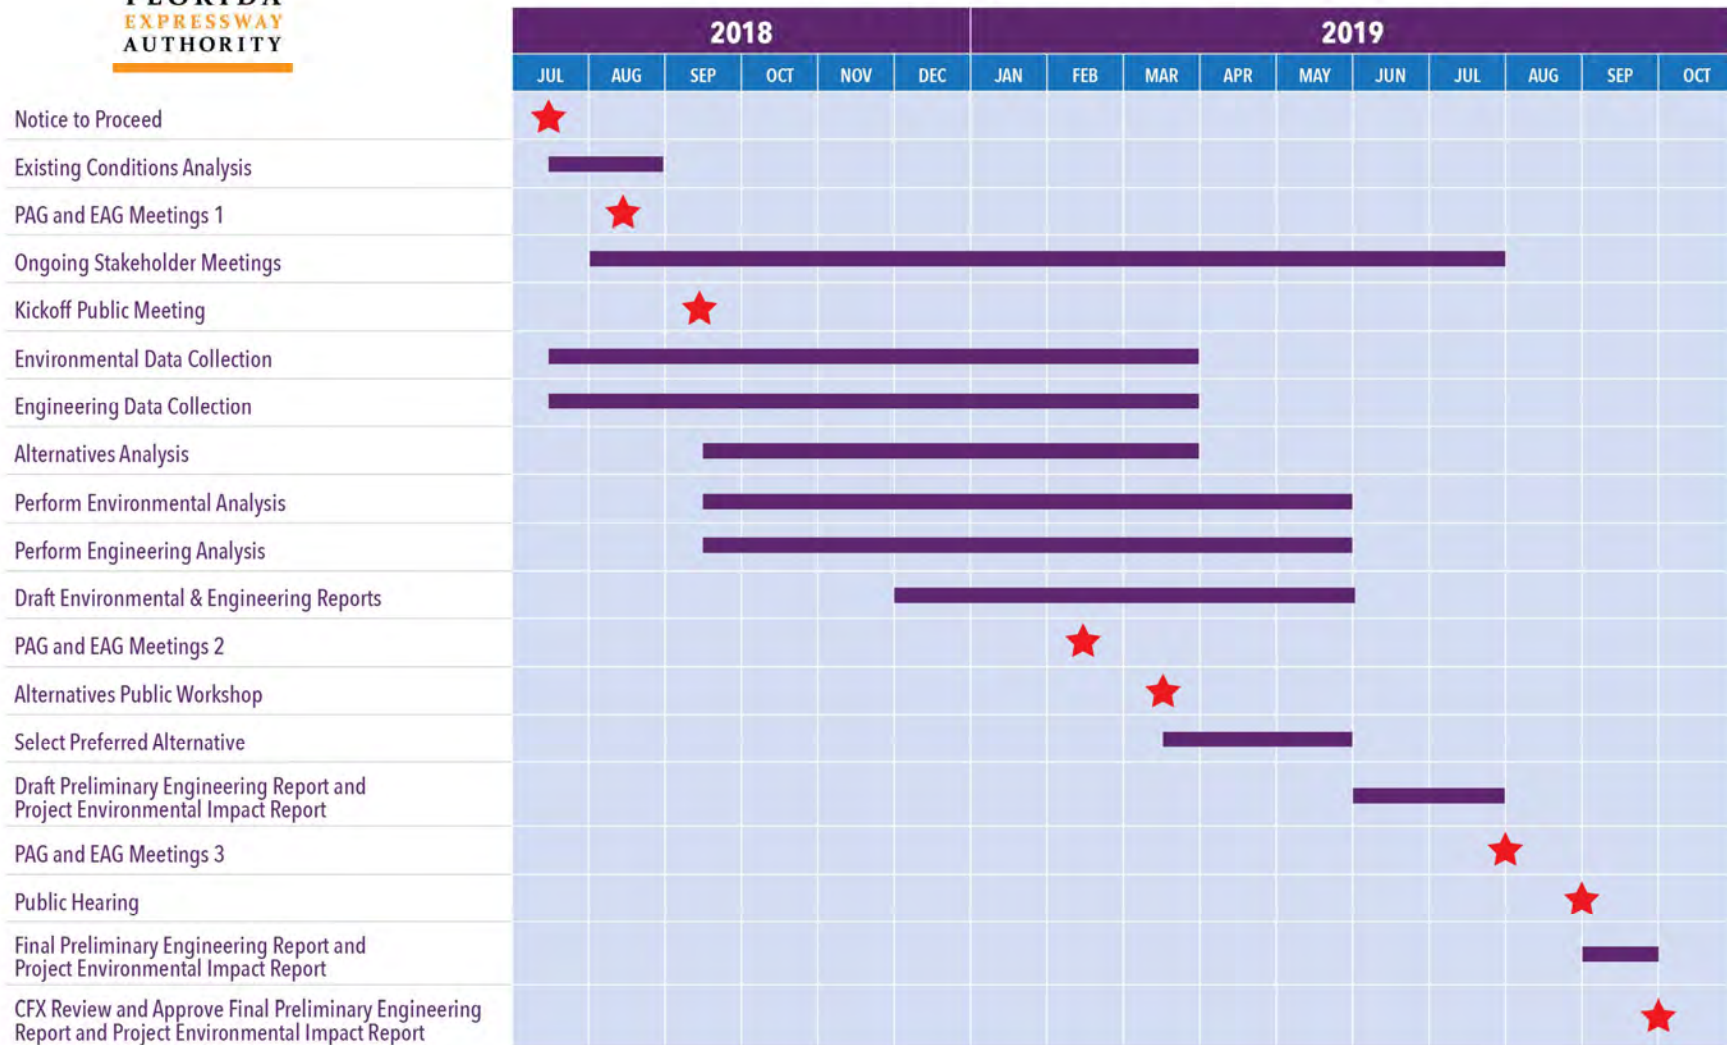 FLORIDA
EXPRESSWAY
AUTHORITY
2018 2019
JUL AUG SEP OCT NOV DEC JAN FEB MAR APR MAY JUN JUL AUG SEP OCT
Notice to Proceed
Existing Conditions Analysis
PAG and EAG Meetings 1
Ongoing Stakeholder Meetings
Kickoff Public Meeting
Environmental Data Collection
Engineering Data Collection
Alternatives Analysis
Perform Environmental Analysis
Perform Engineering Analysis
Draft Environmental & Engineering Reports
PAG and EAG Meetings 2
Alternatives Public Workshop
Select Preferred Alternative
Draft Preliminary Engineering Report and
Project Environmental Impact Report
PAG and EAG Meetings 3
Public Hearing
Final Preliminary Engineering Report and
Project Environmental Impact Report
CFX Review and Approve Final Preliminary Engineering
Report and Project Environmental Impact Report